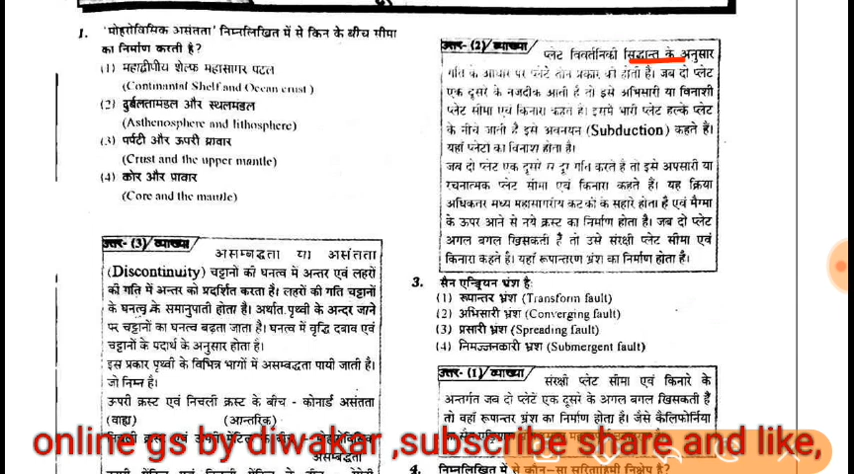 1. 'मोहरोविसिक असंतता' निम्नलिखित में से किन के बीच सीमा
का निर्माण करती है?
(1) महाद्वीपीय शेल्फ महासागर पटल
(Continantal Shelf and Ocean crust)
(2) दुर्बलतामंडल और स्थलमंडल
(Asthenosphere and lithosphere)
(3) पर्पटी और ऊपरी प्रावार
(Crust and the upper mantle)
(4) कोर और प्रावार
(Core and the mantle)
उत्तर- (3)/ व्याख्या
असम्बद्धता या असंतता
(Discontinuity) चट्टानों की घनत्व में अन्तर एवं लहरों
की गति में अन्तर को प्रदर्शित करता है। लहरों की गति चट्टानों
के घनत्व के समानुपाती होता है। अर्थात पृथ्वी के अन्दर जाने
पर चट्टानों का घनत्व बढ़ता जाता है। घनत्व में वृद्धि दबाव एवं
चट्टानों के पदार्थ के अनुसार होता है।
इस प्रकार पृथ्वी के विभिन्न भागों में असम्बद्धता पायी जाती है।
जो निम्न है।
ऊपरी क्रस्ट एवं निचली क्रस्ट के बीच - कोनार्ड असंतता
(वाह्य) (आन्तरिक)
असम्बद्धता
उत्तर- (2)/ व्याख्या
प्लेट विवर्तनिकी सिद्धान्त के अनुसार
गति के आधार पर प्लेटें तीन प्रकार की होती हैं। जब दो प्लेट
एक दूसरे के नजदीक आती है तो इसे अभिसारी या विनाशी
प्लेट सीमा एवं किनारा कहते है। इसमें भारी प्लेट हल्के प्लेट
के नीचे जाती है इसे अवनयन (Subduction) कहते हैं।
यहाँ प्लेटों का विनाश होता है।
जब दो प्लेट एक दूसरे से दूर गति करते है तो इसे अपसारी या
रचनात्मक प्लेट सीमा एवं किनारा कहते हैं। यह क्रिया
अधिकतर मध्य महासागरीय कटकों के सहारे होता है एवं मैग्मा
के ऊपर आने से नये क्रस्ट का निर्माण होता है। जब दो प्लेट
अगल बगल खिसकती हैं तो उसे संरक्षी प्लेट सीमा एवं
किनारा कहते है। यहाँ रूपान्तरण भ्रंश का निर्माण होता है।
3. सैन एन्ड्रियन भ्रंश है:
(1) रूपान्तर भ्रंश (Transform fault)
(2) अभिसारी भ्रंश (Converging fault)
(3) प्रसारी भ्रंश (Spreading fault)
(4) निमज्जनकारी भ्रश (Submergent fault)
उत्तर- (1)/ व्याख्या
संरक्षी प्लेट सीमा एवं किनारे के
अन्तर्गत जब दो प्लेटे एक दूसरे के अगल बगल खिसकती हैं
तो वहाँ रूपान्तर भ्रंश का निर्माण होता है। जैसे कैलिफोर्निया
online gs by diwakar ,subscribe share and like,
4. निम्नलिखित में से कौन-सा सरिताक्रिमी निक्षेप है?